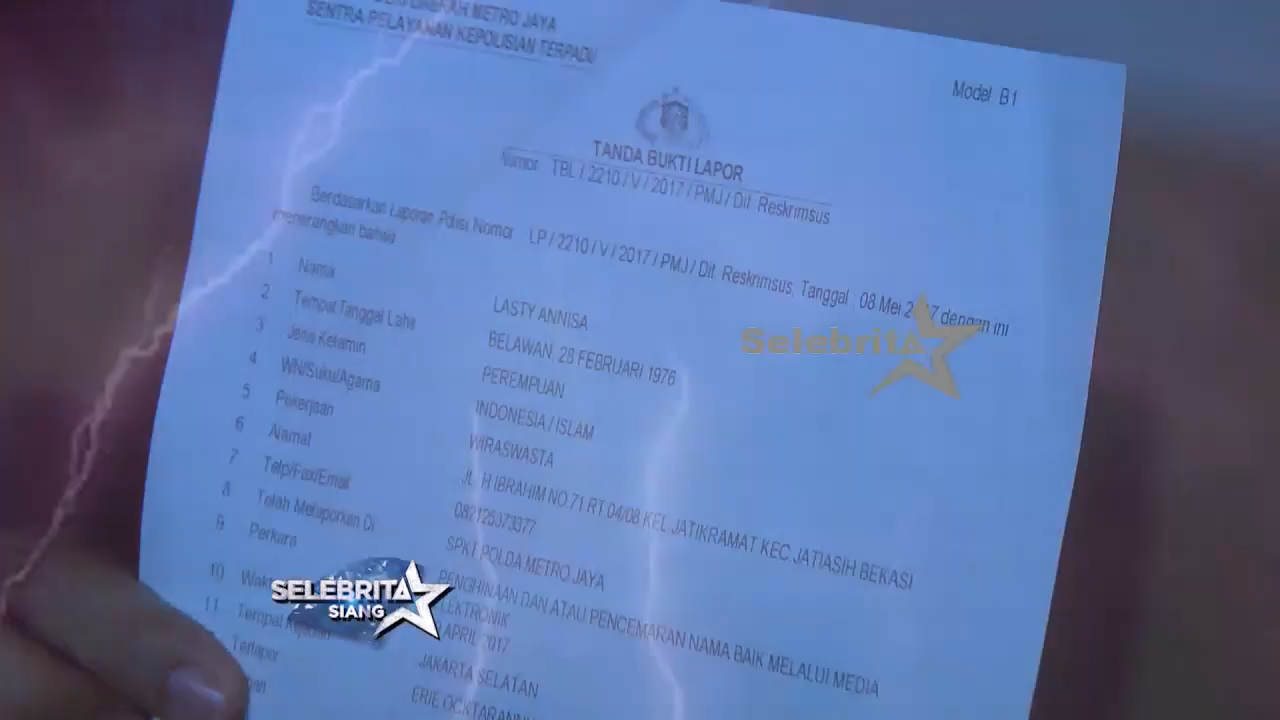 METRO JAYA
SENTRA PELAYANAN KEPOLISIAN TERPADU
Model B1
TANDA BUKTI LAPOR
Nomor TBL / 2210 / V / 2017 / PMJ / Dit Reskrimsus
Berdasarkan Laporan Polisi Nomor LP / 2210 / V / 2017 / PMJ / Dit Reskrimsus, Tanggal : 08 Mei dengan ini
menerangkan bahwa
1 Nama LASTY ANNISA
2 Tempat Tanggal Lahir BELAWAN 28 FEBRUARI 1976
3 Jenis Kelamin PEREMPUAN
4 WN/Suku/Agama INDONESIA / ISLAM
5 Pekerjaan WIRASWASTA
6 Alamat JL H IBRAHIM NO.71 RT 04/08 KEL JATIKRAMAT KEC JATIASIH BEKASI
7 Telp/Fax/Email 082125373377
8 Telah Melaporkan Di SPKT POLDA METRO JAYA
9 Perkara PENGHINAAN DAN ATAU PENCEMARAN NAMA BAIK MELALUI MEDIA
10 APRIL 2017
11 Tempat JAKARTA SELATAN
Terlapor ERIE
Selebrita
SELEBRITA
SIANG